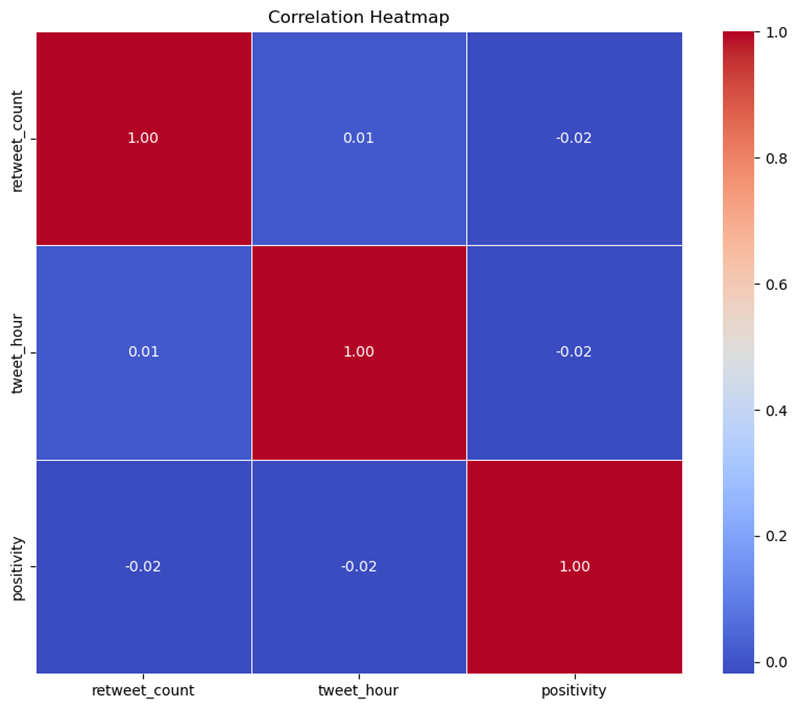 Correlation Heatmap
retweet_count
1.00
0.01
-0.02
tweet_hour
0.01
1.00
-0.02
positivity
-0.02
-0.02
1.00
retweet_count
tweet_hour
positivity
1.0
0.8
0.6
0.4
0.2
0.0